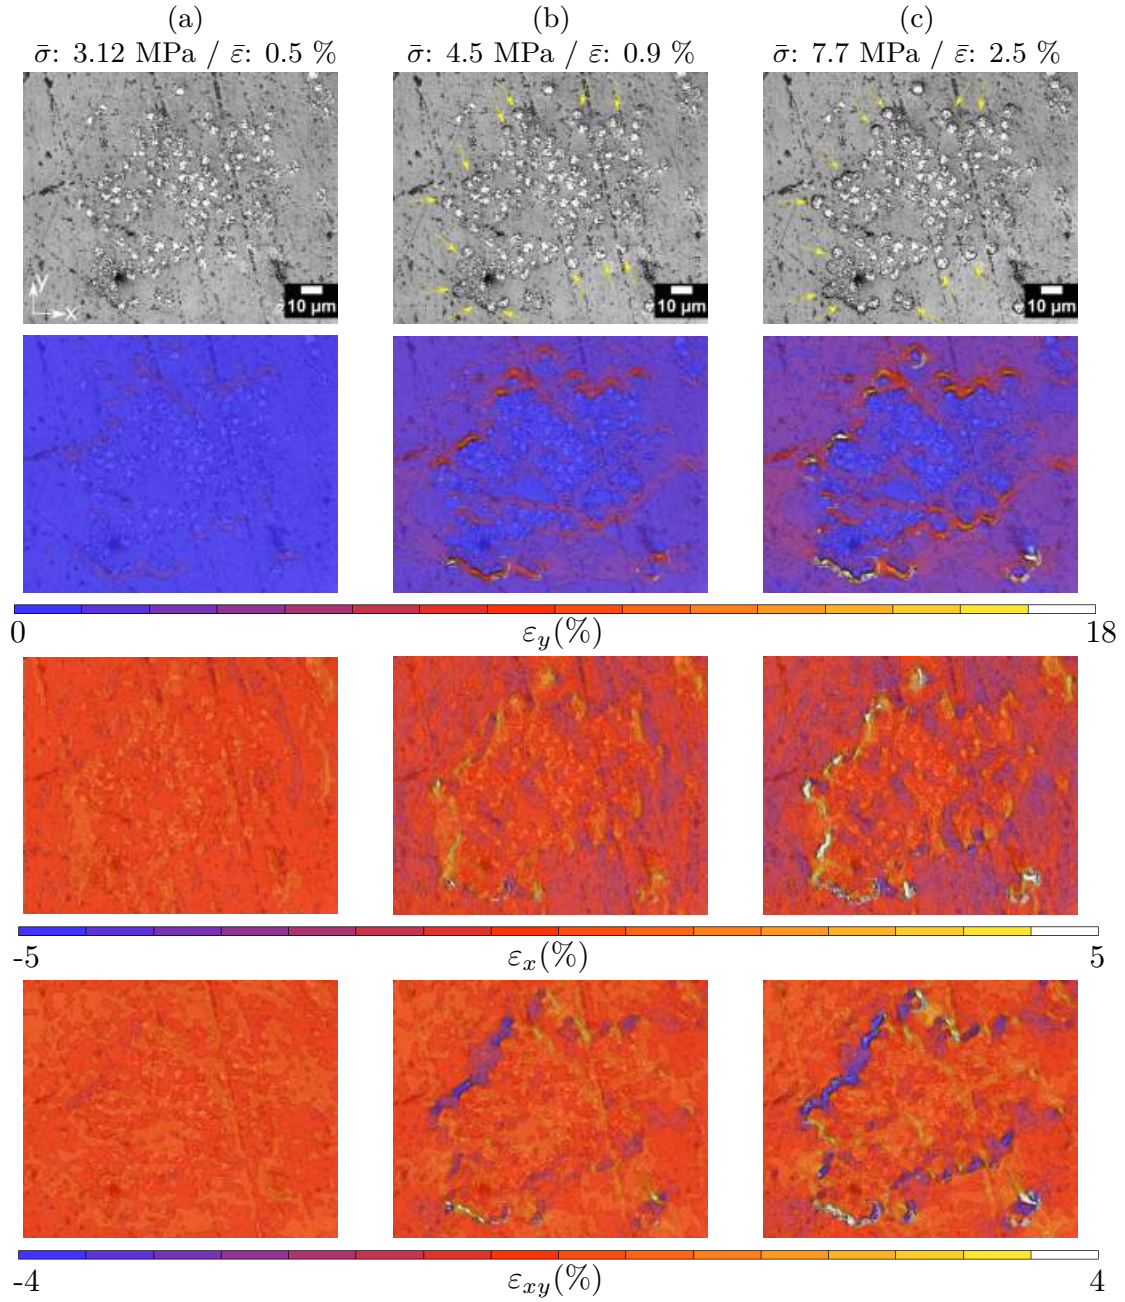 (a) (b) (c)
σ̄: 3.12 MPa / ε̄: 0.5 % σ̄: 4.5 MPa / ε̄: 0.9 % σ̄: 7.7 MPa / ε̄: 2.5 %
y
x
10 μm 10 μm 10 μm
0 εy(%) 18
-5 εx(%) 5
-4 εxy(%) 4